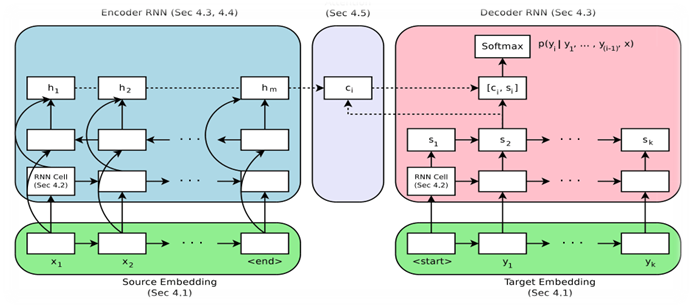 Encoder RNN (Sec 4.3, 4.4)
(Sec 4.5)
Decoder RNN (Sec 4.3)
Softmax
p(y_i | y_1, ... , y_(i-1), x)
h_1
h_2
h_m
c_i
[c_i, s_i]
. . .
s_1
s_2
. . .
s_k
RNN Cell
(Sec 4.2)
. . .
RNN Cell
(Sec 4.2)
. . .
. . .
. . .
x_1
x_2
<end>
<start>
y_1
y_k
Source Embedding
(Sec 4.1)
Target Embedding
(Sec 4.1)